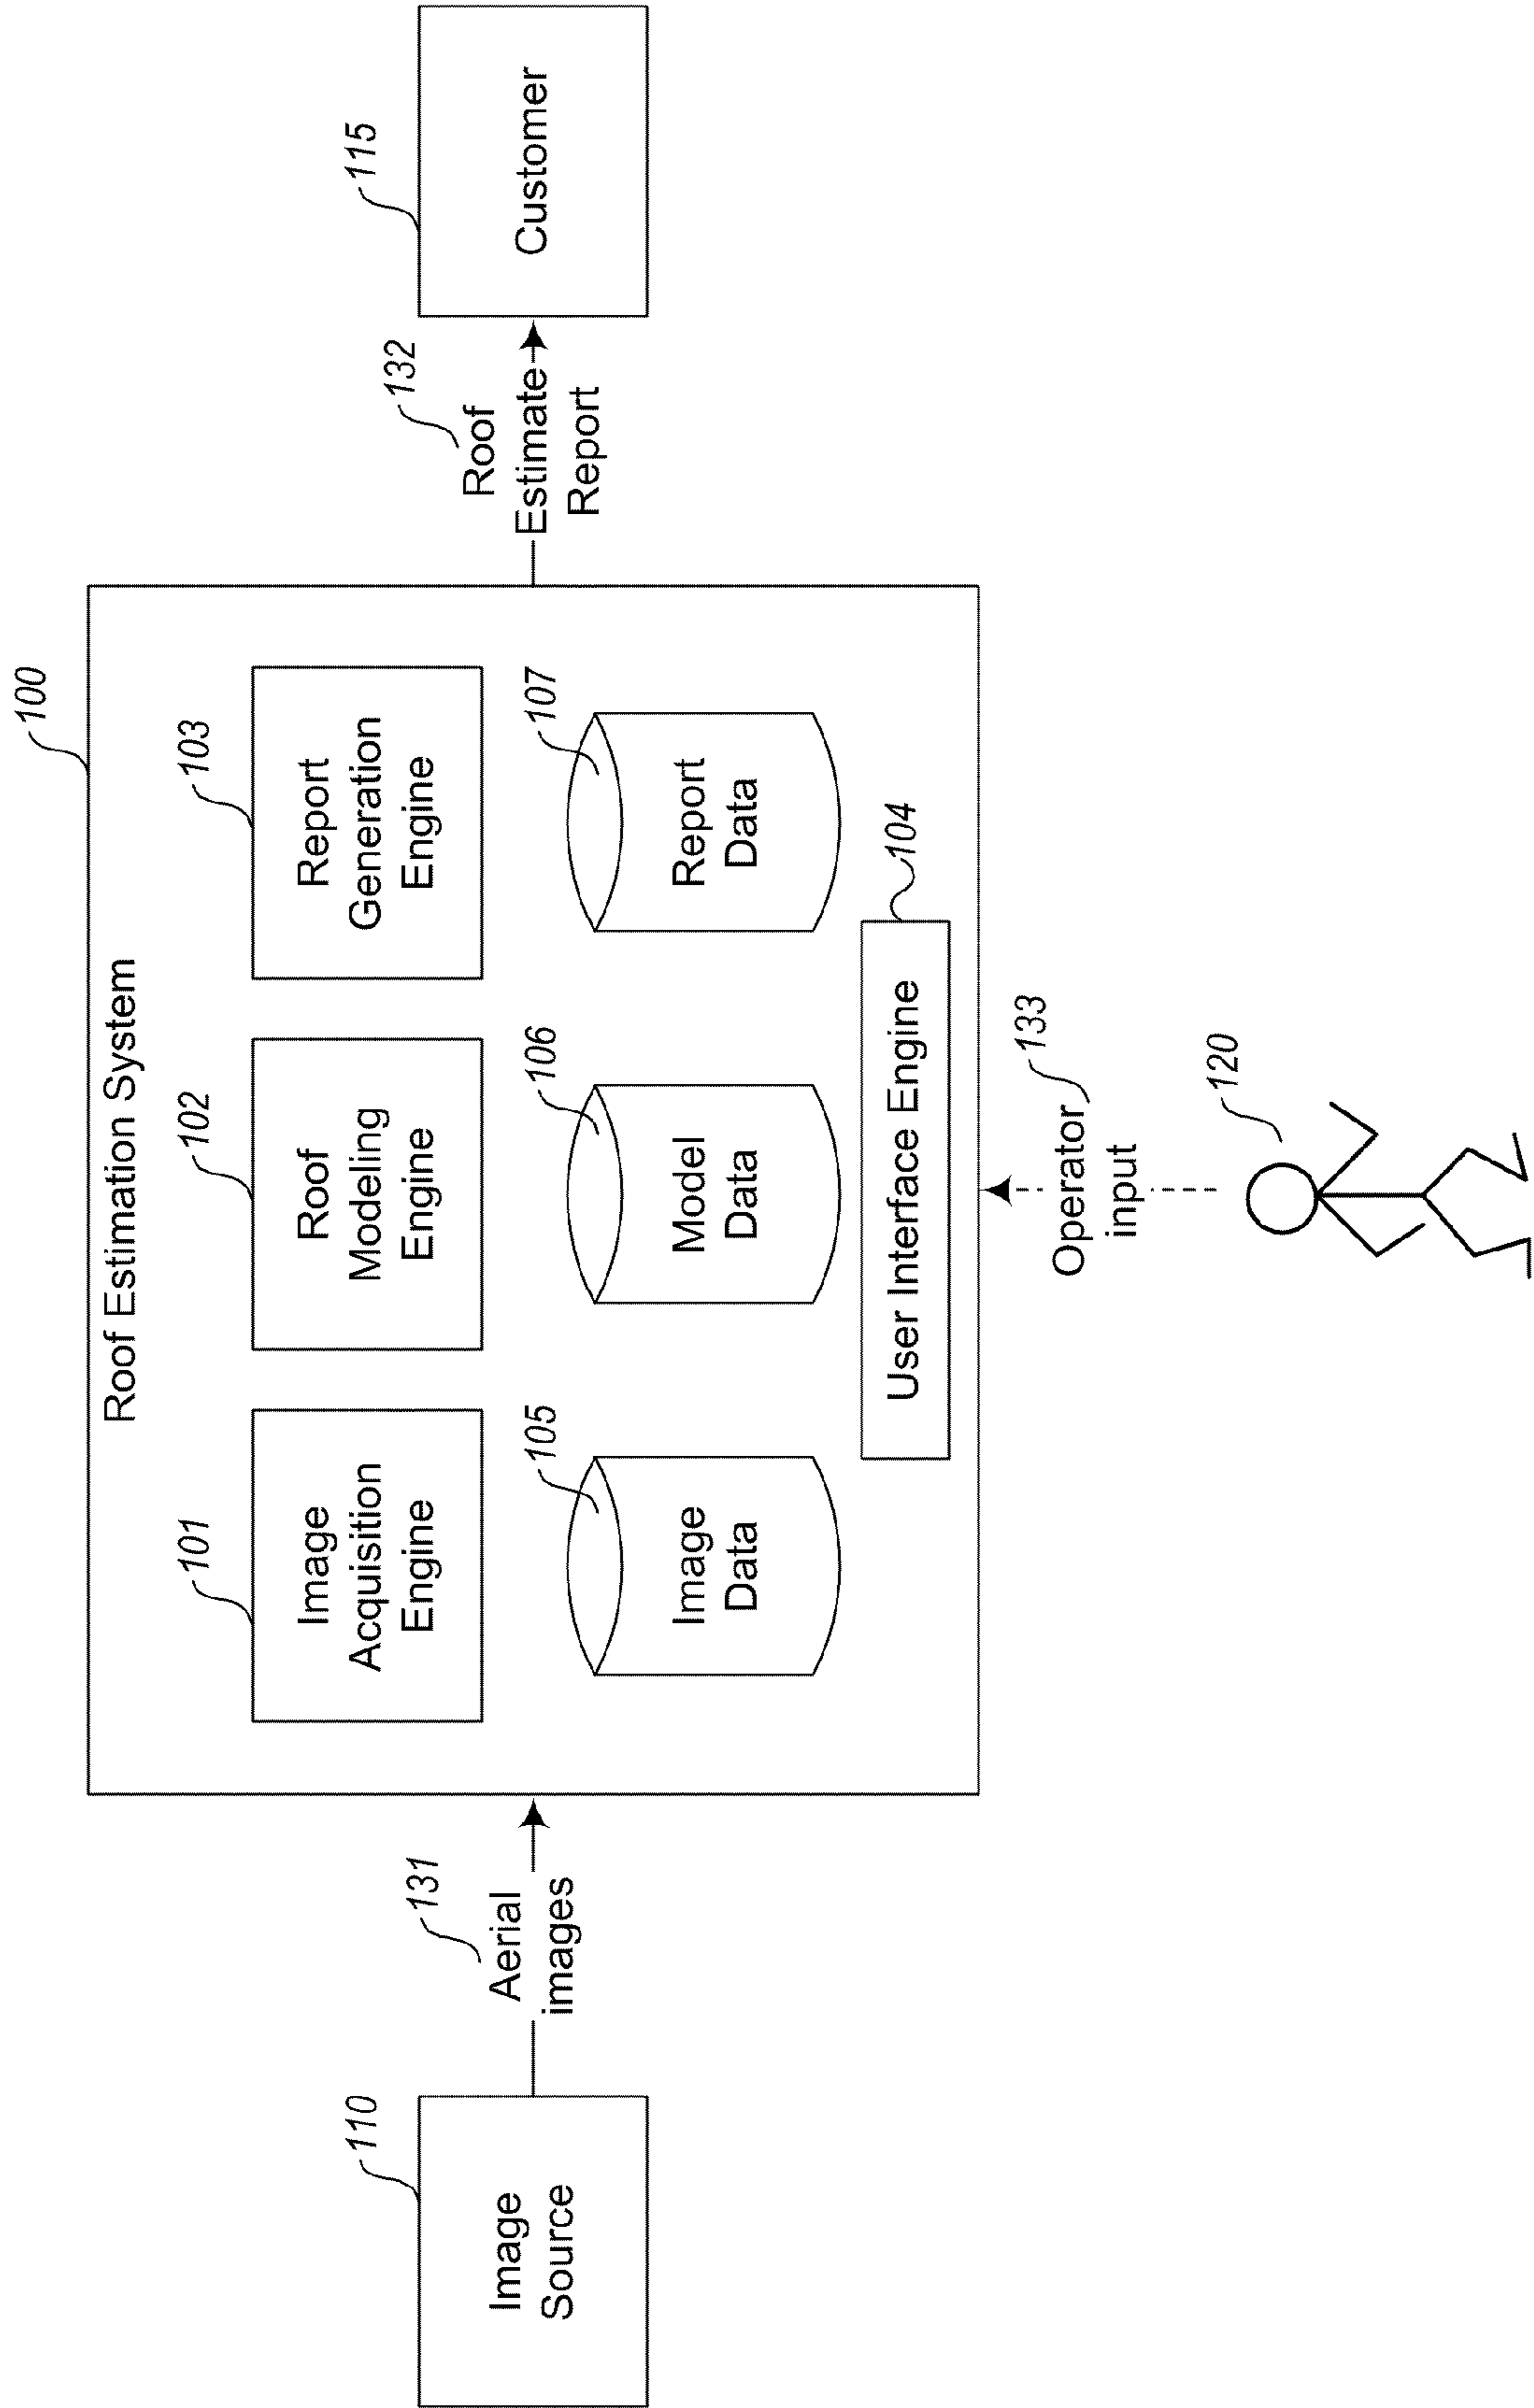 100
Roof Estimation System
101
Image
Acquisition
Engine
102
Roof
Modeling
Engine
103
Report
Generation
Engine
110
Image
Source
131
Aerial
images
105
Image
Data
106
Model
Data
107
Report
Data
132
Roof
Estimate
Report
115
Customer
User Interface Engine
104
Operator
input
133
120